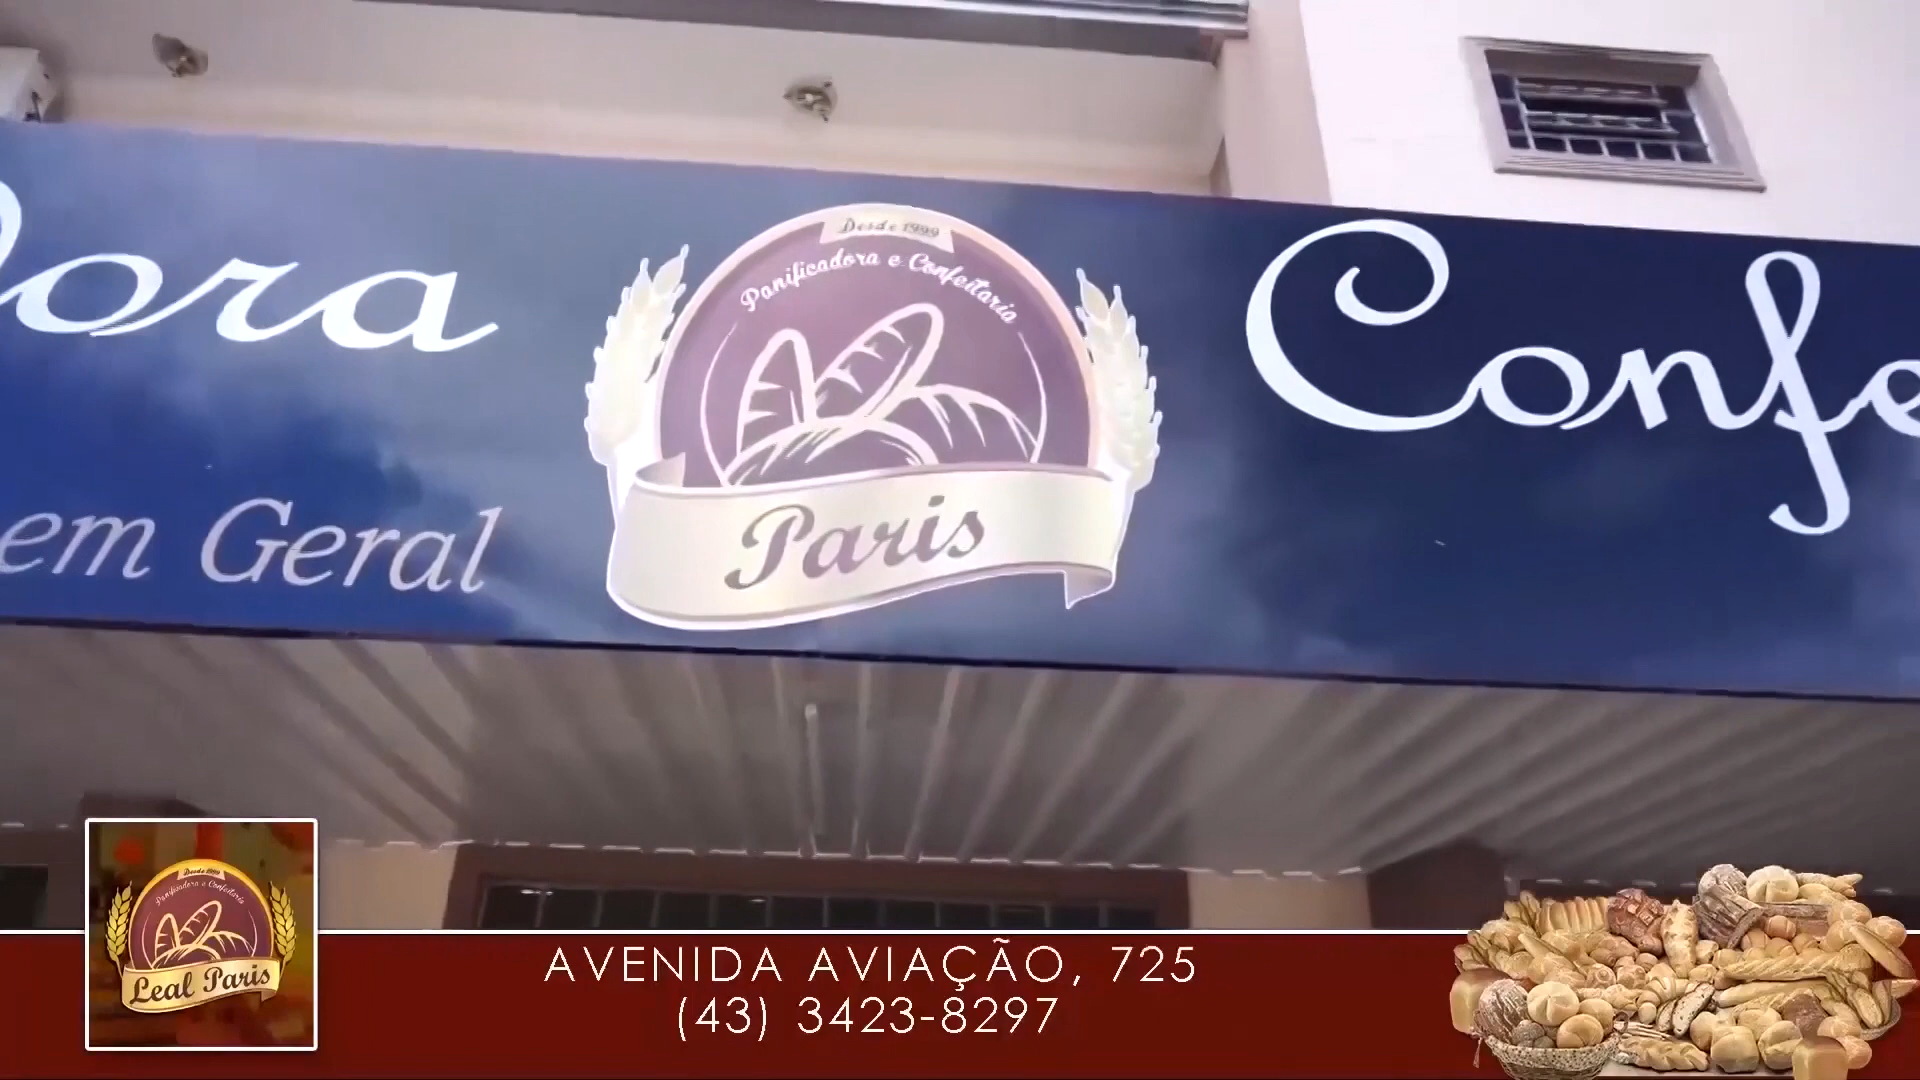 dora
em Geral
Desde 1999
Panificadora e Confeitaria
Paris
Confe
Desde 1999
Panificadora e Confeitaria
Leal Paris
AVENIDA AVIAÇÃO, 725
(43) 3423-8297